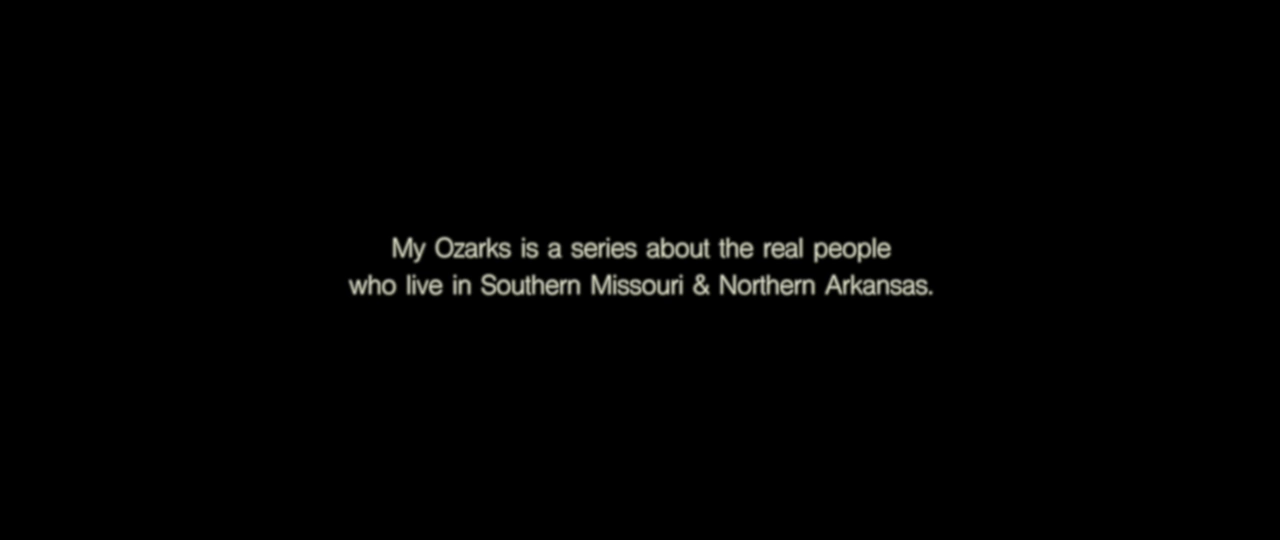 My Ozarks is a series about the real people
who live in Southern Missouri & Northern Arkansas.